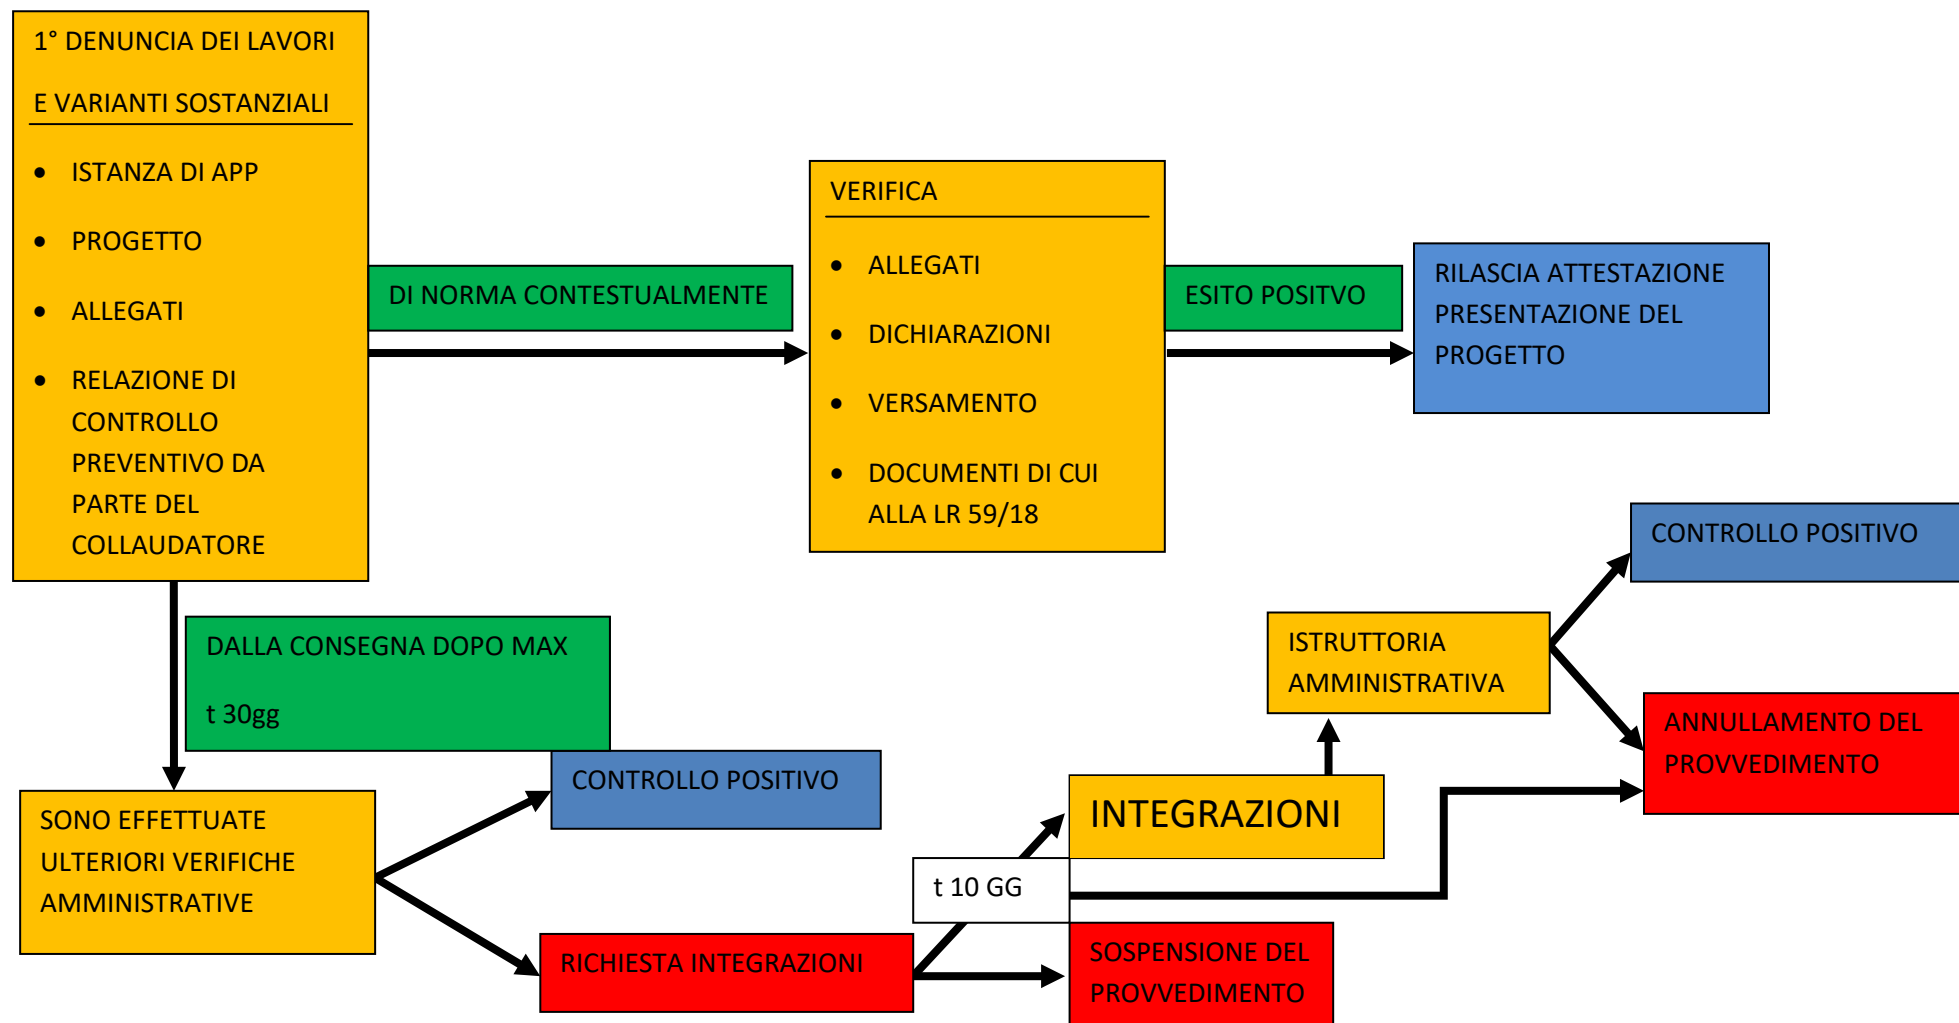 1° DENUNCIA DEI LAVORI
E VARIANTI SOSTANZIALI
• ISTANZA DI APP
• PROGETTO
• ALLEGATI
• RELAZIONE DI
CONTROLLO
PREVENTIVO DA
PARTE DEL
COLLAUDATORE
DI NORMA CONTESTUALMENTE
VERIFICA
• ALLEGATI
• DICHIARAZIONI
• VERSAMENTO
• DOCUMENTI DI CUI
ALLA LR 59/18
ESITO POSITVO
RILASCIA ATTESTAZIONE
PRESENTAZIONE DEL
PROGETTO
DALLA CONSEGNA DOPO MAX
t 30gg
SONO EFFETTUATE
ULTERIORI VERIFICHE
AMMINISTRATIVE
CONTROLLO POSITIVO
RICHIESTA INTEGRAZIONI
t 10 GG
INTEGRAZIONI
SOSPENSIONE DEL
PROVVEDIMENTO
ISTRUTTORIA
AMMINISTRATIVA
CONTROLLO POSITIVO
ANNULLAMENTO DEL
PROVVEDIMENTO